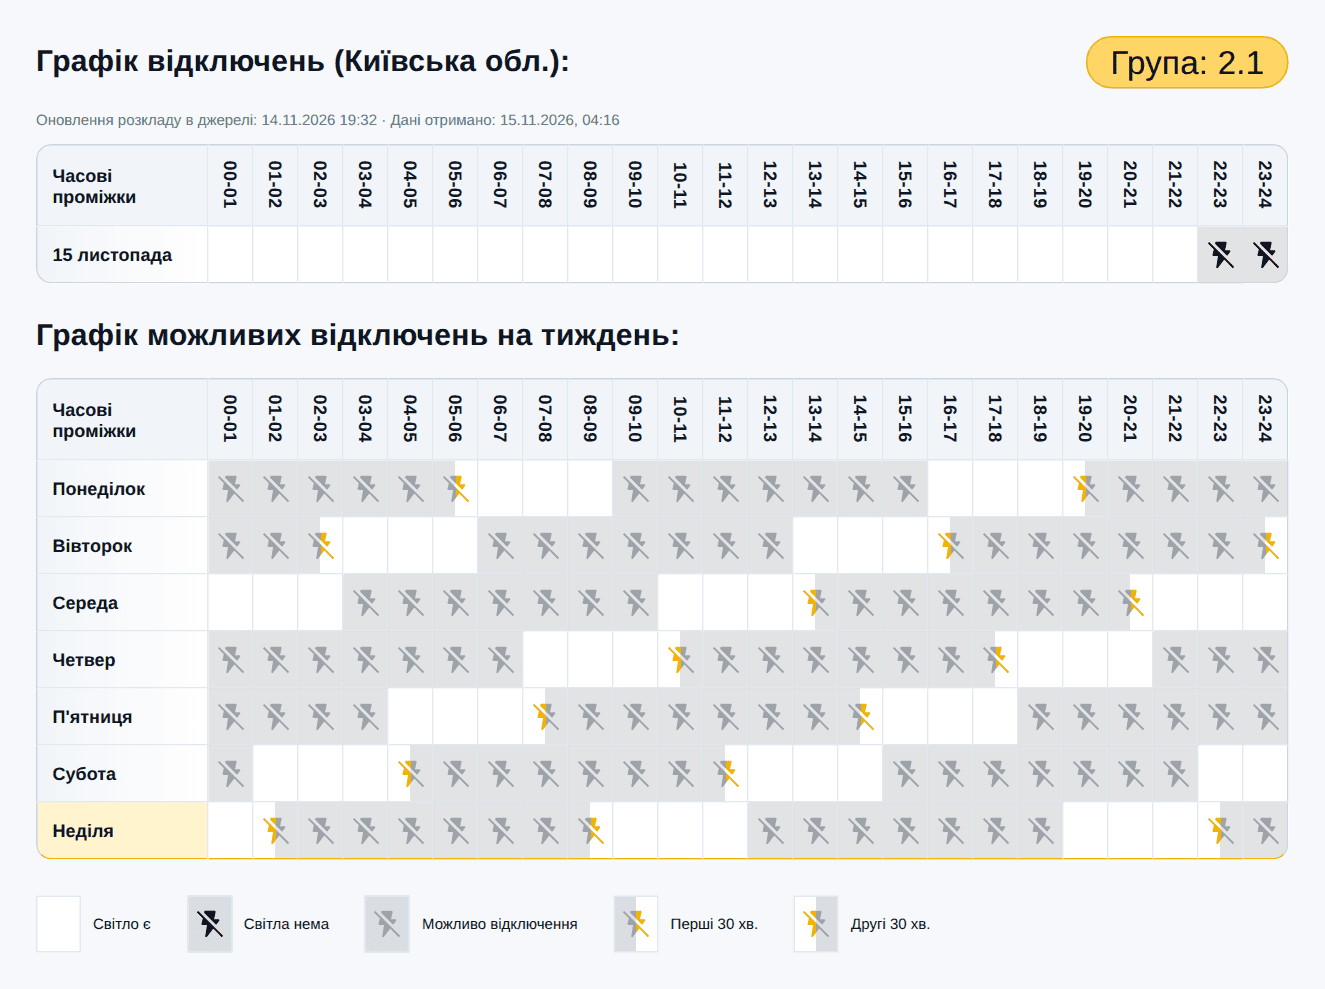 Графік відключень (Київська обл.):
Група: 2.1
Оновлення розкладу в джерелі: 14.11.2026 19:32 · Дані отримано: 15.11.2026, 04:16
Часові проміжки 00-01 01-02 02-03 03-04 04-05 05-06 06-07 07-08 08-09 09-10 10-11 11-12 12-13 13-14 14-15 15-16 16-17 17-18 18-19 19-20 20-21 21-22 22-23 23-24
15 листопада
Графік можливих відключень на тиждень:
Часові проміжки 00-01 01-02 02-03 03-04 04-05 05-06 06-07 07-08 08-09 09-10 10-11 11-12 12-13 13-14 14-15 15-16 16-17 17-18 18-19 19-20 20-21 21-22 22-23 23-24
Понеділок
Вівторок
Середа
Четвер
П'ятниця
Субота
Неділя
Світло є Світла нема Можливо відключення Перші 30 хв. Другі 30 хв.